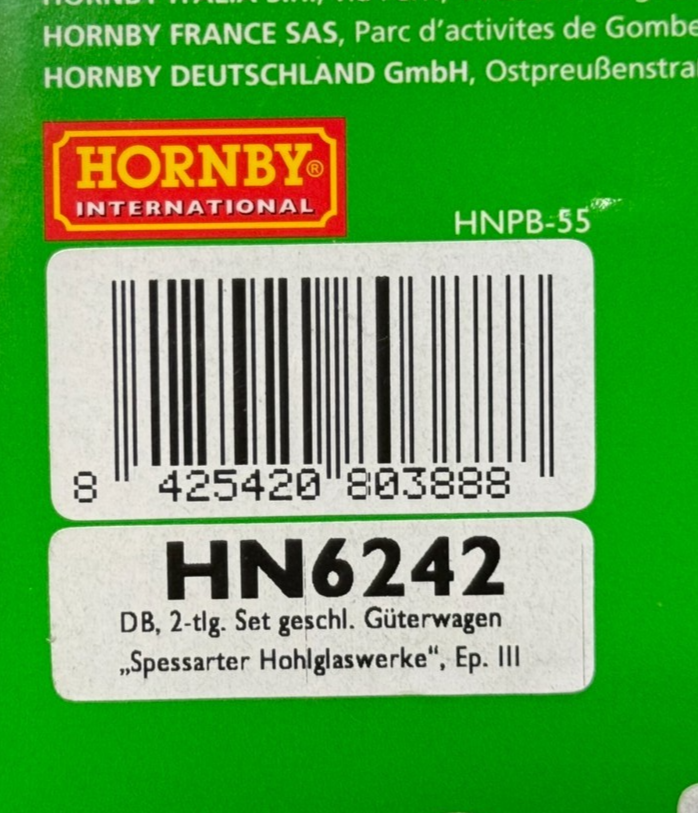 HORNBY FRANCE SAS, Parc d'activites de Gombe
HORNBY DEUTSCHLAND GmbH, Ostpreußenstra
HORNBY®
INTERNATIONAL
HNPB-55
8 425420 803888
HN6242
DB, 2-tlg. Set geschl. Güterwagen
„Spessarter Hohlglaswerke“, Ep. III